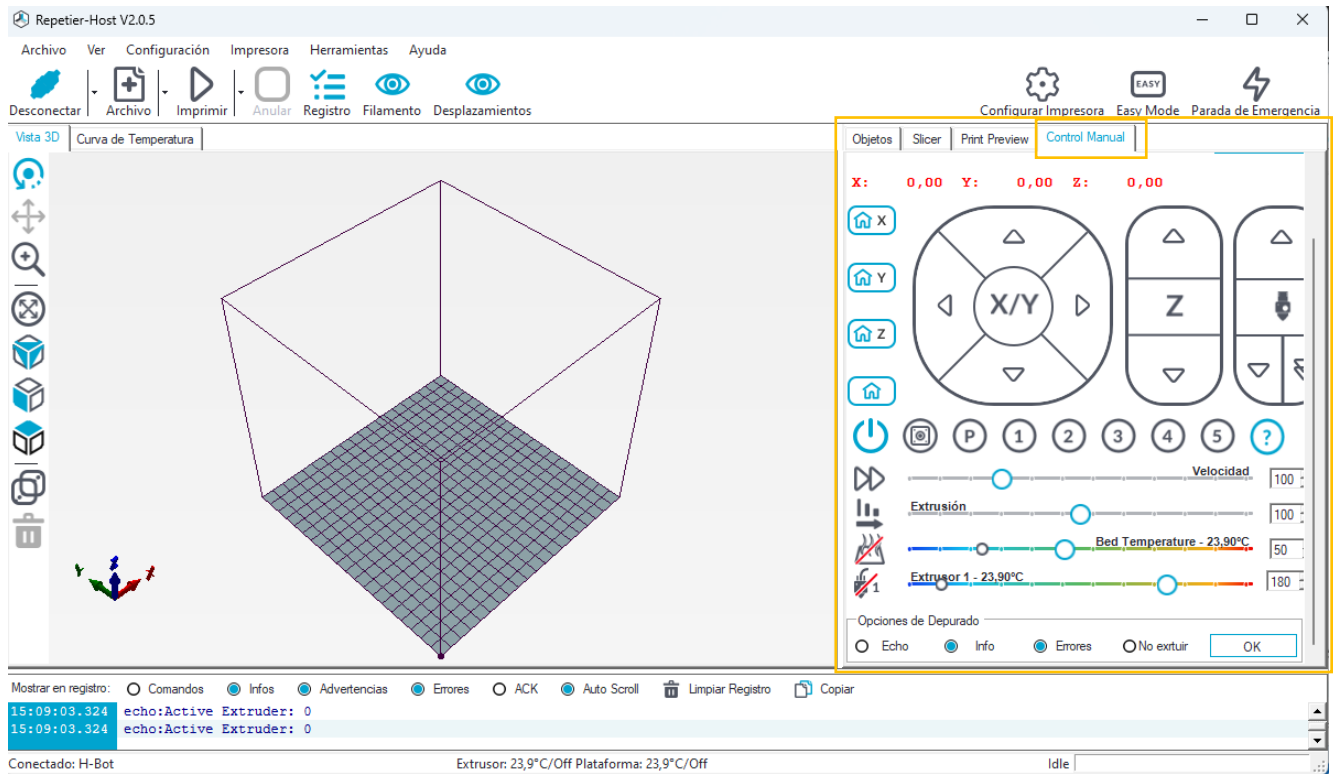 Repetier-Host V2.0.5
Archivo Ver Configuración Impresora Herramientas Ayuda
Desconectar Archivo Imprimir Anular Registro Filamento Desplazamientos
EASY
Configurar Impresora Easy Mode Parada de Emergencia
Vista 3D Curva de Temperatura
Objetos Slicer Print Preview Control Manual
X: 0,00 Y: 0,00 Z: 0,00
X
Y
Z
X/Y
Z
P 1 2 3 4 5 ?
Velocidad 100
Extrusión 100
Bed Temperature - 23,90ºC 50
1 Extrusor 1 - 23,90ºC 180
Opciones de Depurado
Echo Info Errores No exrtuir OK
Y Z X
Mostrar en registro: Comandos Infos Advertencias Errores ACK Auto Scroll Limpiar Registro Copiar
15:09:03.324 echo:Active Extruder: 0
15:09:03.324 echo:Active Extruder: 0
Conectado: H-Bot Extrusor: 23,9°C/Off Plataforma: 23,9°C/Off Idle